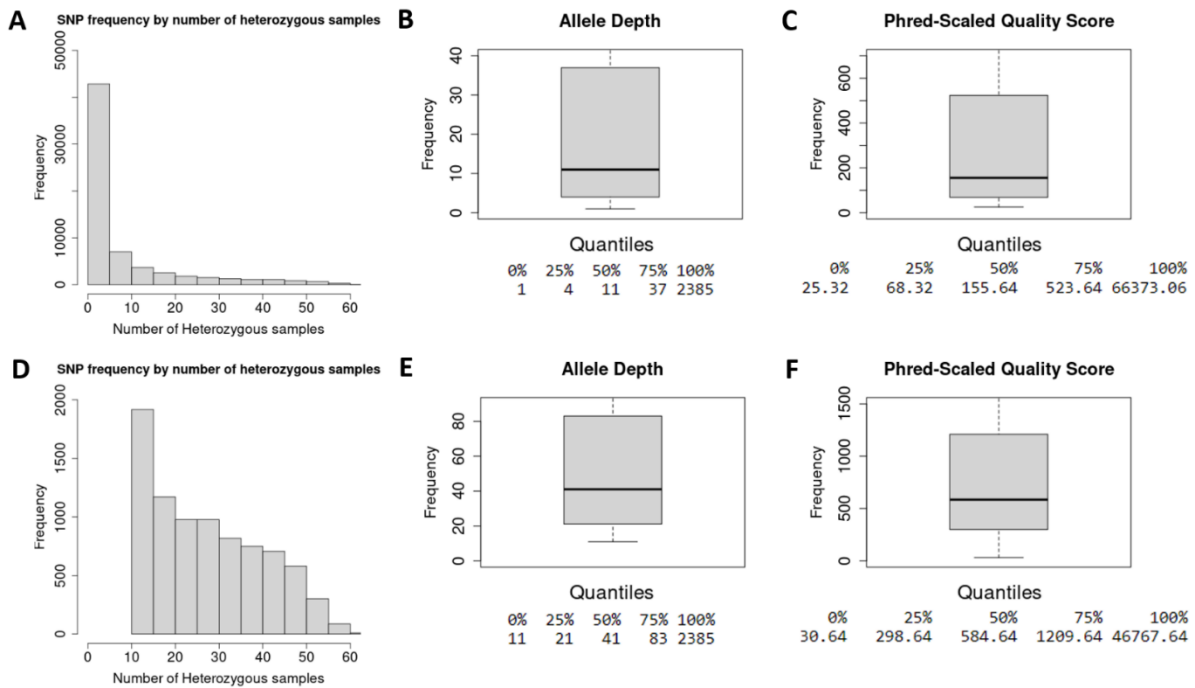 A
SNP frequency by number of heterozygous samples
Frequency
50000
30000
10000
0
0 10 20 30 40 50 60
Number of Heterozygous samples
B
Allele Depth
Frequency
40
30
20
10
0
Quantiles
0% 25% 50% 75% 100%
1 4 11 37 2385
C
Phred-Scaled Quality Score
Frequency
600
400
200
0
Quantiles
0% 25% 50% 75% 100%
25.32 68.32 155.64 523.64 66373.06
D
SNP frequency by number of heterozygous samples
Frequency
2000
1500
1000
500
0
0 10 20 30 40 50 60
Number of Heterozygous samples
E
Allele Depth
Frequency
80
60
40
20
0
Quantiles
0% 25% 50% 75% 100%
11 21 41 83 2385
F
Phred-Scaled Quality Score
Frequency
1500
1000
500
0
Quantiles
0% 25% 50% 75% 100%
30.64 298.64 584.64 1209.64 46767.64